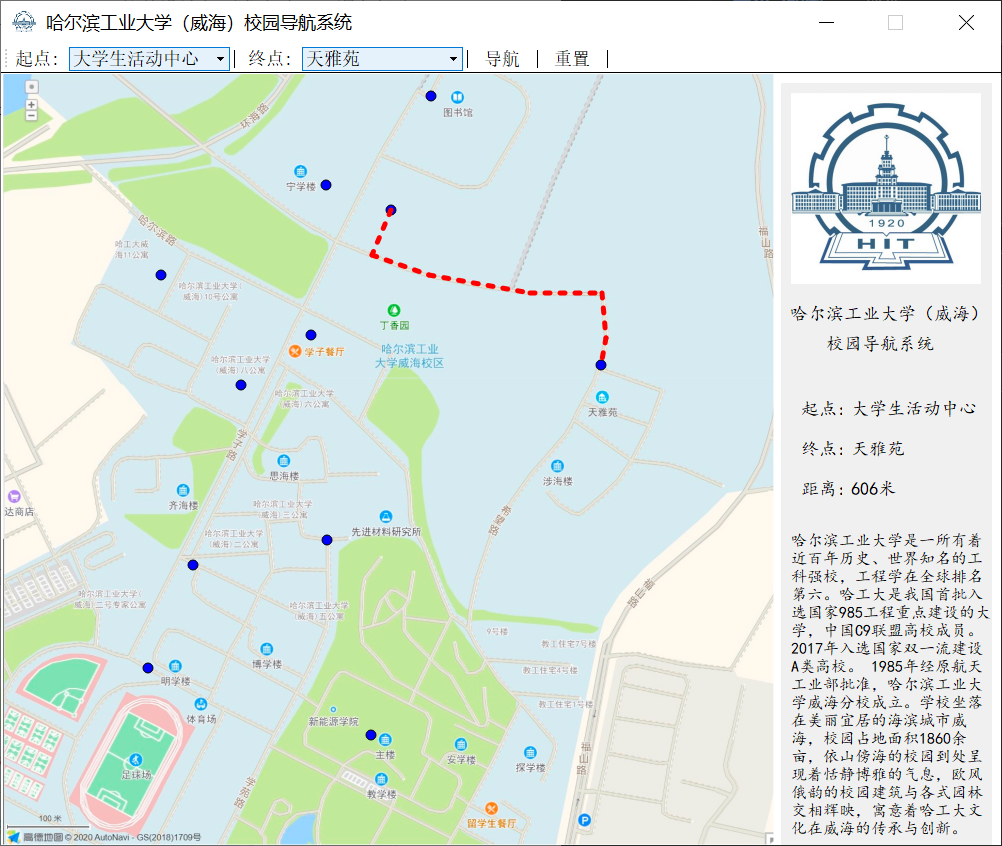 哈尔滨工业大学（威海）校园导航系统
起点： 大学生活动中心 终点： 天雅苑 导航 重置
图书馆
环海路
宁学楼
哈尔滨路
福山路
哈工大威
海11公寓
哈尔滨工业大学(
威海)10号公寓
丁香园
学子餐厅
哈尔滨工业
大学威海校区
哈尔滨工业大学
(威海)八公寓
哈尔滨工业大学
(威海)六公寓
天雅苑
学子路
思海楼
涉海楼
齐海楼
达商店
哈尔滨工业大学
(威海)三公寓
希望路
先进材料研究所
哈尔滨工业大学
(威海)二公寓
福山路
哈尔滨工业大学(
威海)二号专家公寓
哈尔滨工业大学
(威海)五公寓
9号楼
教工住宅7号楼
博学楼
教工住宅4号楼
明学楼
教工住宅1号楼
体育场
新能源学院
主楼
安学楼
探学楼
福山路
足球场
教学楼
学苑路
留学生餐厅
P
100 米
高德地图 © 2020 AutoNavi - GS(2018)1709号
1920
HIT
哈尔滨工业大学（威海）
校园导航系统
起点：大学生活动中心
终点：天雅苑
距离：606米
哈尔滨工业大学是一所有着
近百年历史、世界知名的工
科强校，工程学在全球排名
第六。哈工大是我国首批入
选国家985工程重点建设的大
学，中国C9联盟高校成员。
2017年入选国家双一流建设
A类高校。 1985年经原航天
工业部批准，哈尔滨工业大
学威海分校成立。学校坐落
在美丽宜居的海滨城市威
海，校园占地面积1860余
亩，依山傍海的校园到处呈
现着恬静博雅的气息，欧风
俄韵的校园建筑与各式园林
交相辉映，寓意着哈工大文
化在威海的传承与创新。